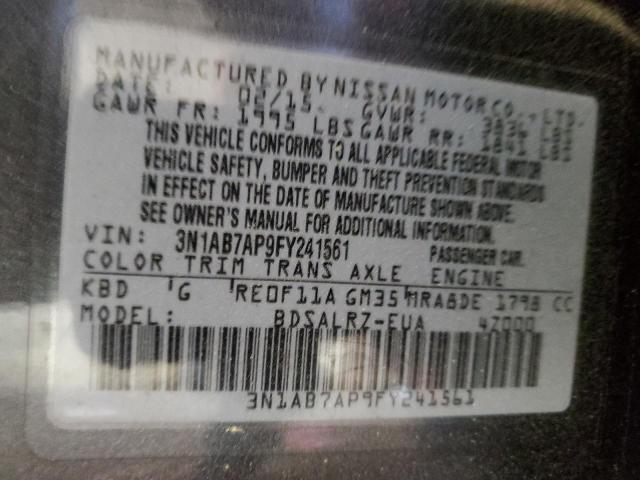 MANUFACTURED BY NISSAN MOTOR CO., LTD.
DATE: 02/15 GVWR: 3836 LBS
GAWR FR: 1995 LBS GAWR RR: 1841 LBS
THIS VEHICLE CONFORMS TO ALL APPLICABLE FEDERAL MOTOR
VEHICLE SAFETY, BUMPER AND THEFT PREVENTION STANDARDS
IN EFFECT ON THE DATE OF MANUFACTURE SHOWN ABOVE.
SEE OWNER'S MANUAL FOR ADDITIONAL INFORMATION.
VIN: 3N1AB7AP9FY241561 PASSENGER CAR
COLOR TRIM TRANS AXLE ENGINE
KBD G RE0F11A GM35 MRA8DE 1798 CC
MODEL: BDSALRZ-EUA 4Z000
3N1AB7AP9FY241561